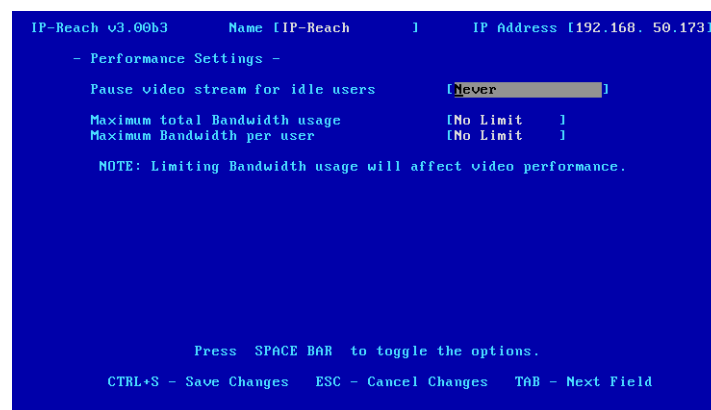 IP-Reach v3.00b3 Name [IP-Reach ] IP Address [192.168. 50.173]
- Performance Settings -
Pause video stream for idle users [Never ]
Maximum total Bandwidth usage [No Limit ]
Maximum Bandwidth per user [No Limit ]
NOTE: Limiting Bandwidth usage will affect video performance.
Press SPACE BAR to toggle the options.
CTRL+S - Save Changes ESC - Cancel Changes TAB - Next Field